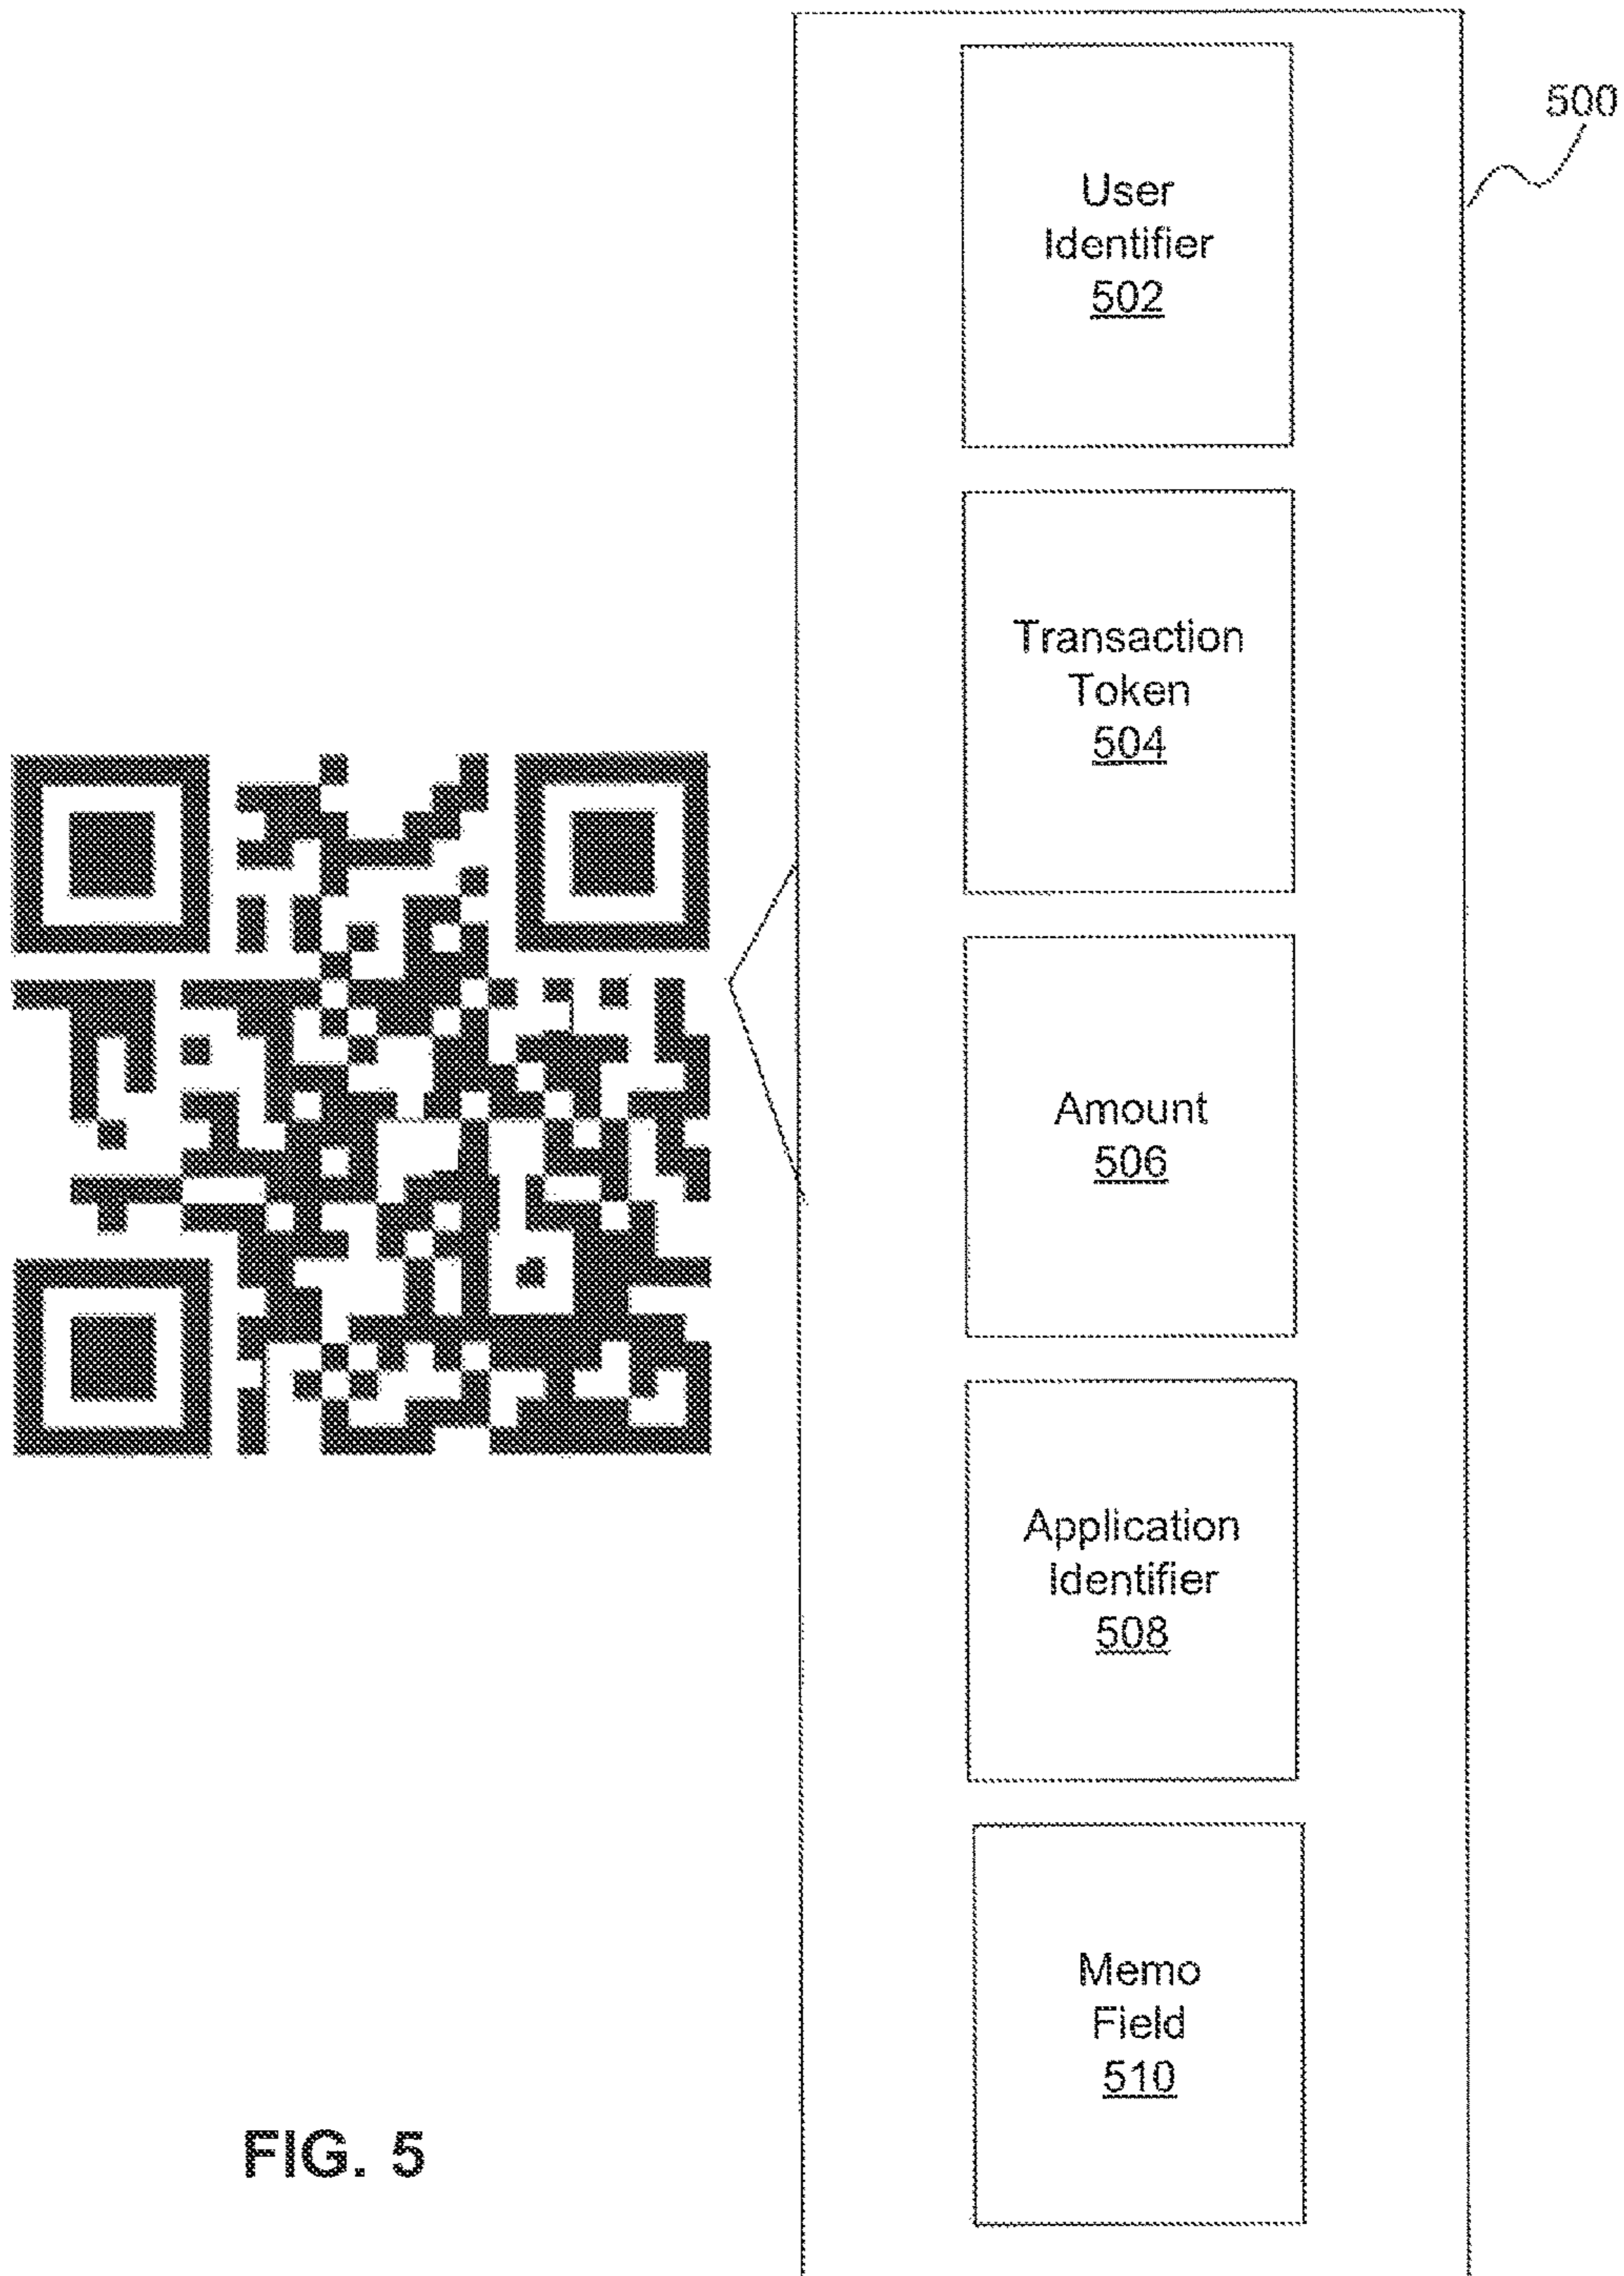 500
User
Identifier
502
Transaction
Token
504
Amount
506
Application
Identifier
508
Memo
Field
510
FIG. 5